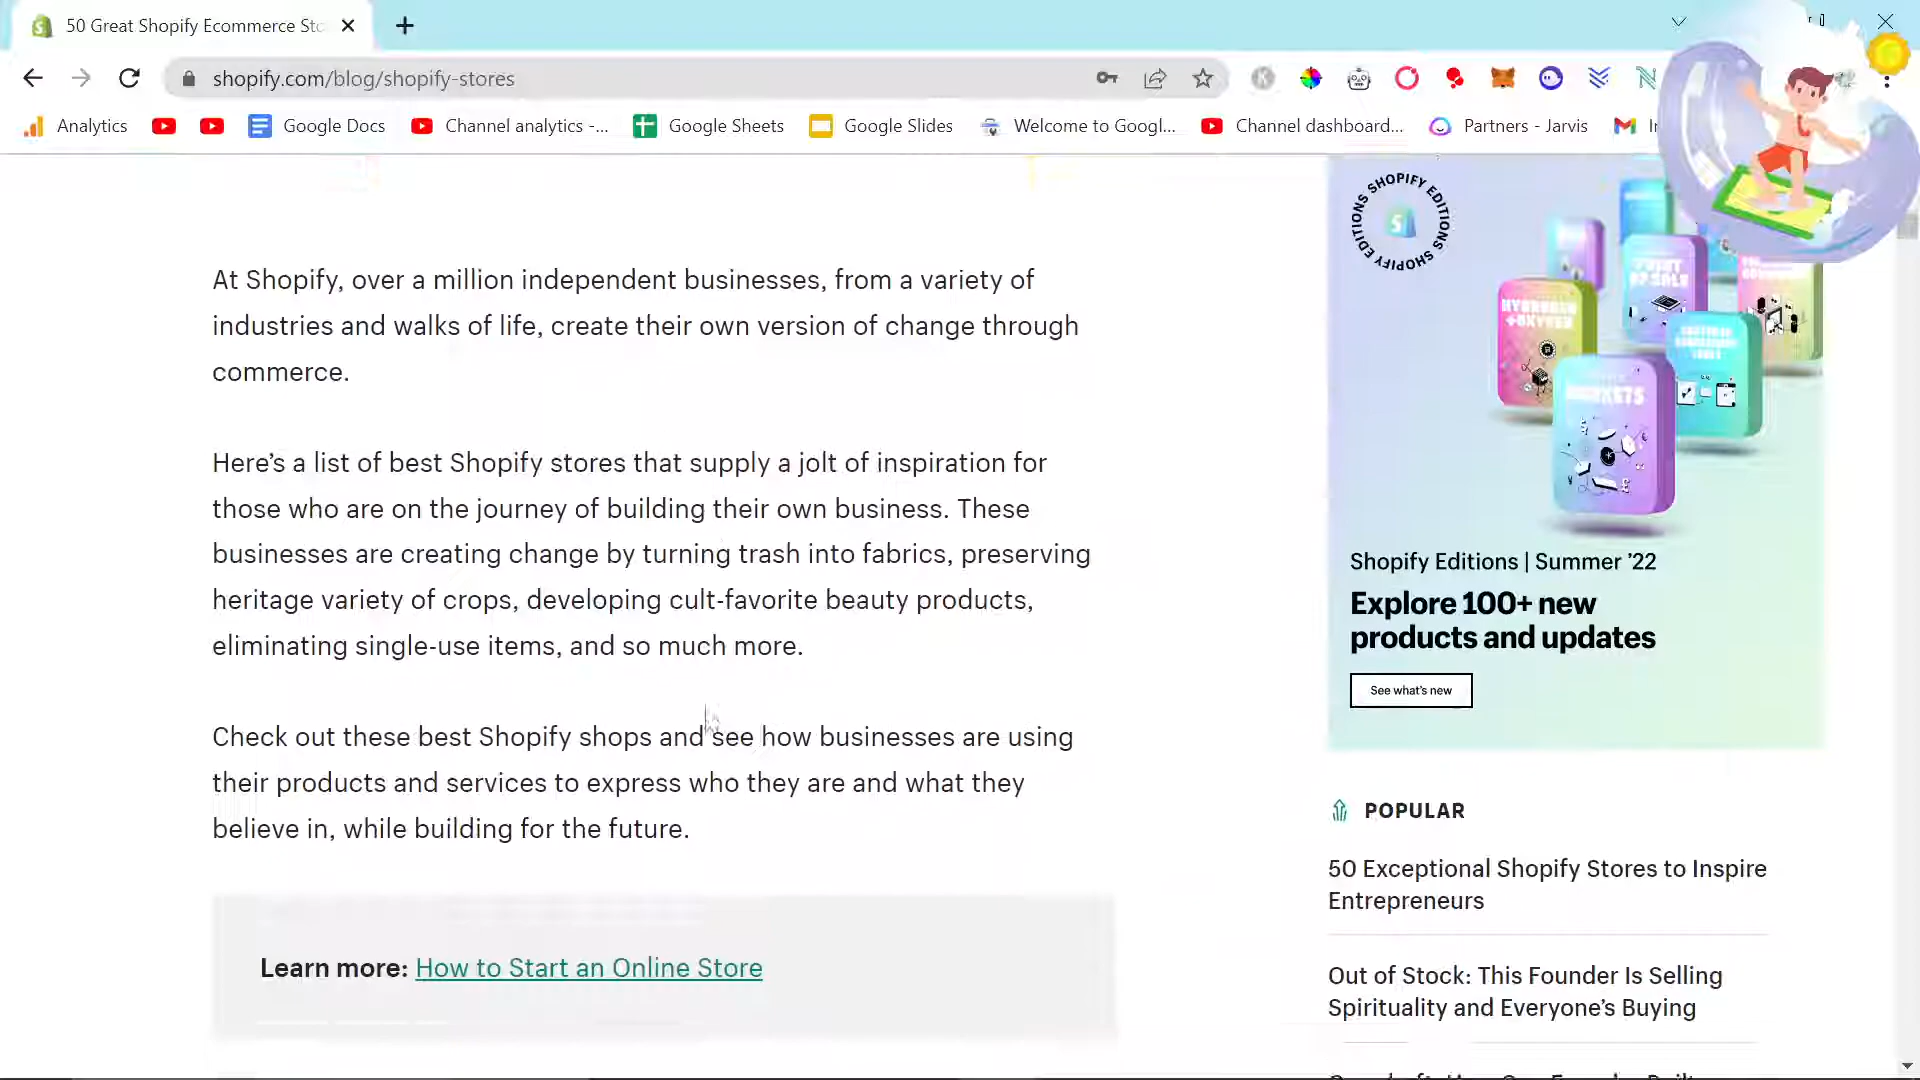 50 Great Shopify Ecommerce Sto
shopify.com/blog/shopify-stores
Analytics
Google Docs
Channel analytics -...
Google Sheets
Google Slides
Welcome to Googl...
Channel dashboard...
Partners - Jarvis
At Shopify, over a million independent businesses, from a variety of
industries and walks of life, create their own version of change through
commerce.
Here’s a list of best Shopify stores that supply a jolt of inspiration for
those who are on the journey of building their own business. These
businesses are creating change by turning trash into fabrics, preserving
heritage variety of crops, developing cult-favorite beauty products,
eliminating single-use items, and so much more.
Check out these best Shopify shops and see how businesses are using
their products and services to express who they are and what they
believe in, while building for the future.
Learn more: How to Start an Online Store
SHOPIFY EDITIONS SHOPIFY EDITIONS
HYDROGEN
+OXYGEN
MARKETS
Shopify Editions | Summer ’22
Explore 100+ new
products and updates
See what’s new
POPULAR
50 Exceptional Shopify Stores to Inspire
Entrepreneurs
Out of Stock: This Founder Is Selling
Spirituality and Everyone’s Buying